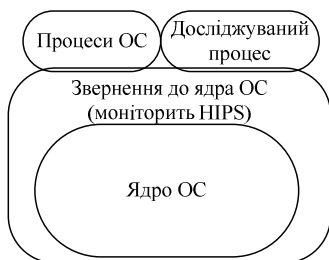 Процеси ОС
Досліджуваний
процес
Звернення до ядра ОС
(моніторить HIPS)
Ядро ОС